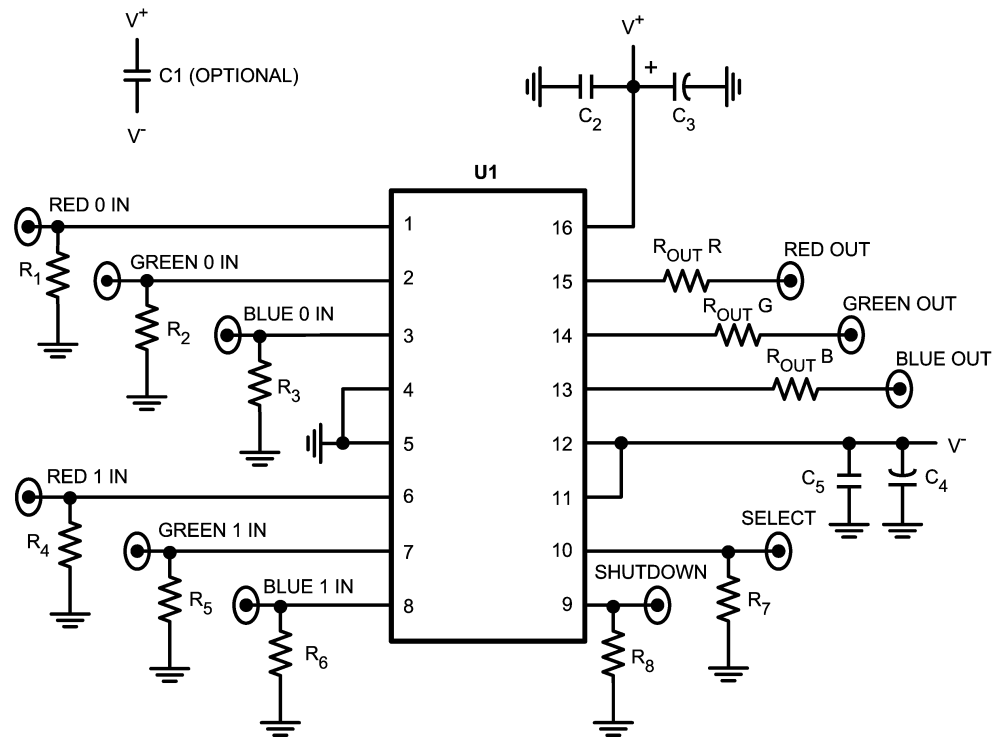 V+
C1 (OPTIONAL)
V-
V+
+
C2
C3
U1
RED 0 IN
R1
GREEN 0 IN
R2
BLUE 0 IN
R3
RED 1 IN
R4
GREEN 1 IN
R5
BLUE 1 IN
R6
1
2
3
4
5
6
7
8
16
15
14
13
12
11
10
9
ROUT R
RED OUT
ROUT G
GREEN OUT
ROUT B
BLUE OUT
V-
C5
C4
SELECT
R7
SHUTDOWN
R8